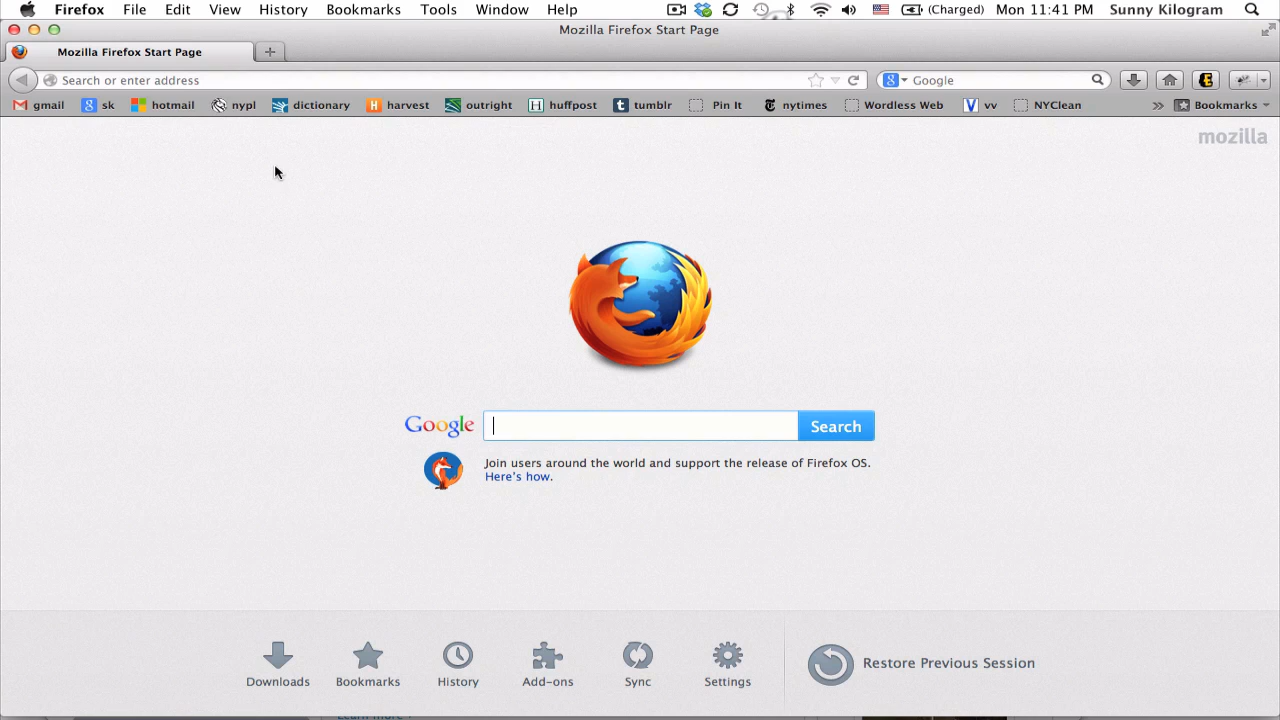 Firefox File Edit View History Bookmarks Tools Window Help (Charged) Mon 11:41 PM Sunny Kilogram
Mozilla Firefox Start Page
Mozilla Firefox Start Page
Search or enter address Google
gmail sk hotmail nypl dictionary harvest outright huffpost tumblr Pin It nytimes Wordless Web vv NYClean Bookmarks
mozilla
Google Search
Join users around the world and support the release of Firefox OS.
Here's how.
Downloads Bookmarks History Add-ons Sync Settings Restore Previous Session